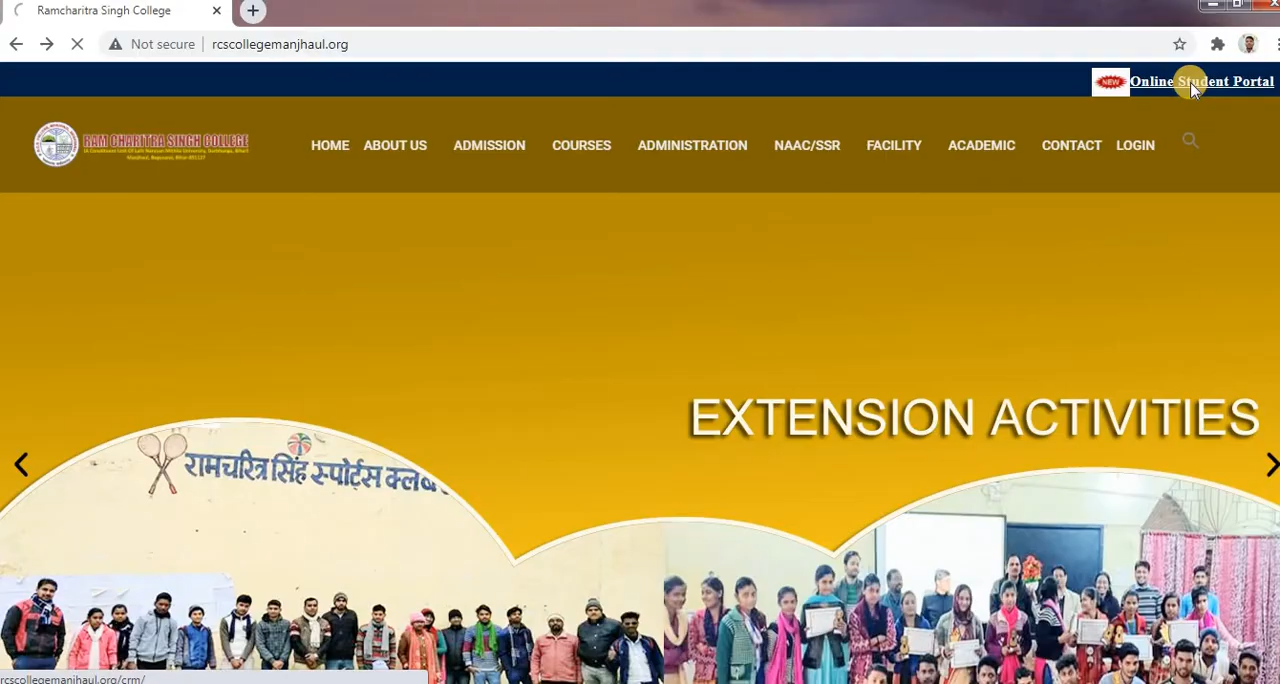 Ramcharitra Singh College
Not secure rcscollegemanjhaul.org
NEW Online Student Portal
RAM CHARITRA SINGH COLLEGE
HOME ABOUT US ADMISSION COURSES ADMINISTRATION NAAC/SSR FACILITY ACADEMIC CONTACT LOGIN
EXTENSION ACTIVITIES
रामचरित्र सिंह स्पोर्ट्स क्लब
rcscollegemanjhaul.org/crm/